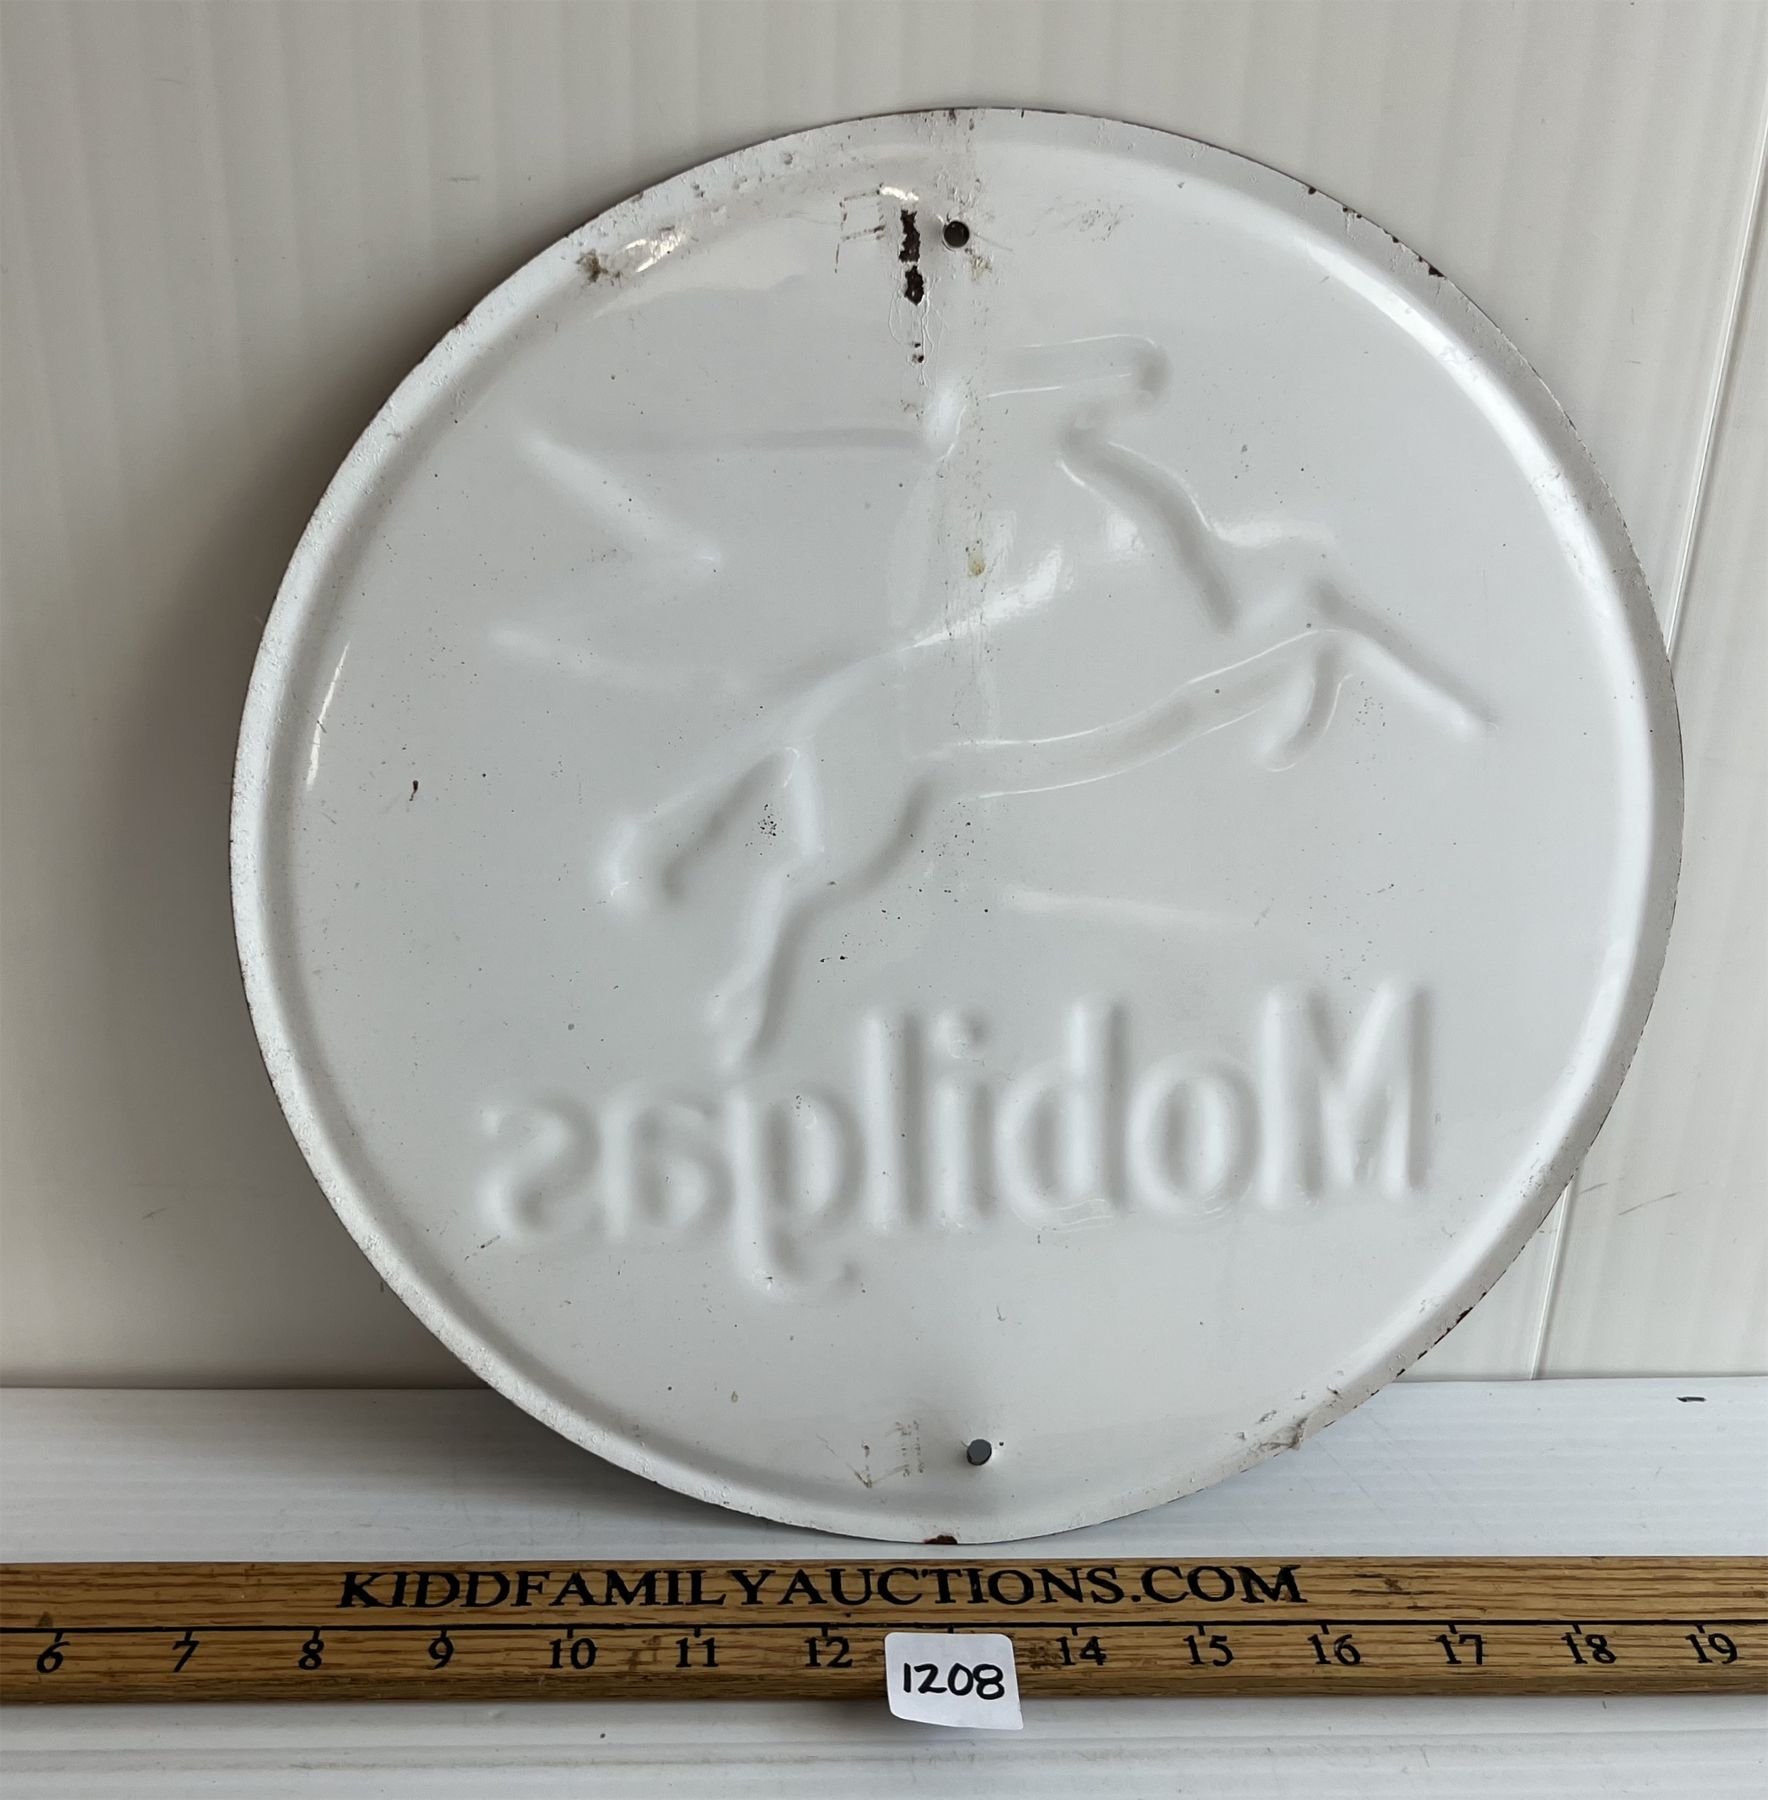 Mobilgas
KIDDFAMILYAUCTIONS.COM
6 7 8 9 10 11 12 14 15 16 17 18 19
1208